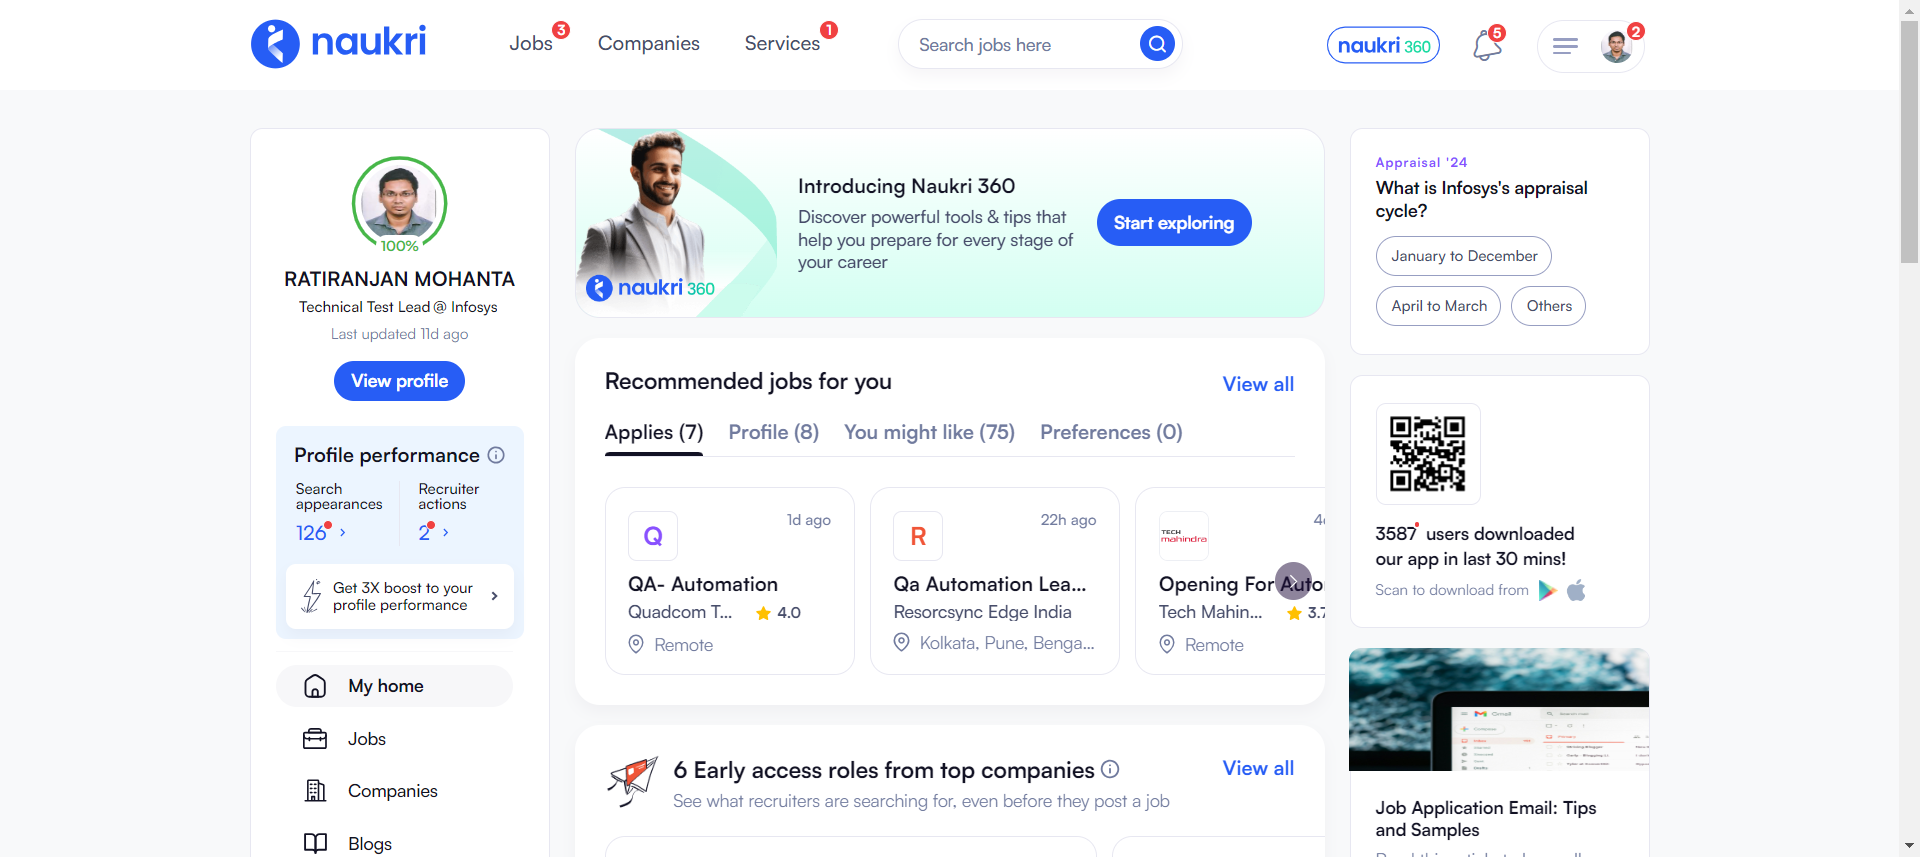 naukri
Jobs 3
Companies
Services 1
Search jobs here
naukri 360
5
2
100%
RATIRANJAN MOHANTA
Technical Test Lead @ Infosys
Last updated 11d ago
View profile
Profile performance
Search
appearances
126
Recruiter
actions
2
Get 3X boost to your
profile performance
My home
Jobs
Companies
Blogs
naukri 360
Introducing Naukri 360
Discover powerful tools & tips that
help you prepare for every stage of
your career
Start exploring
Recommended jobs for you
View all
Applies (7)
Profile (8)
You might like (75)
Preferences (0)
Q
1d ago
QA- Automation
Quadcom T... 4.0
Remote
R
22h ago
Qa Automation Lea...
Resorcsync Edge India
Kolkata, Pune, Benga...
TECH
mahindra
Opening For
Tech Mahin... 3.7
Remote
6 Early access roles from top companies
View all
See what recruiters are searching for, even before they post a job
Appraisal '24
What is Infosys's appraisal
cycle?
January to December
April to March
Others
3587 users downloaded
our app in last 30 mins!
Scan to download from
Gmail
Job Application Email: Tips
and Samples